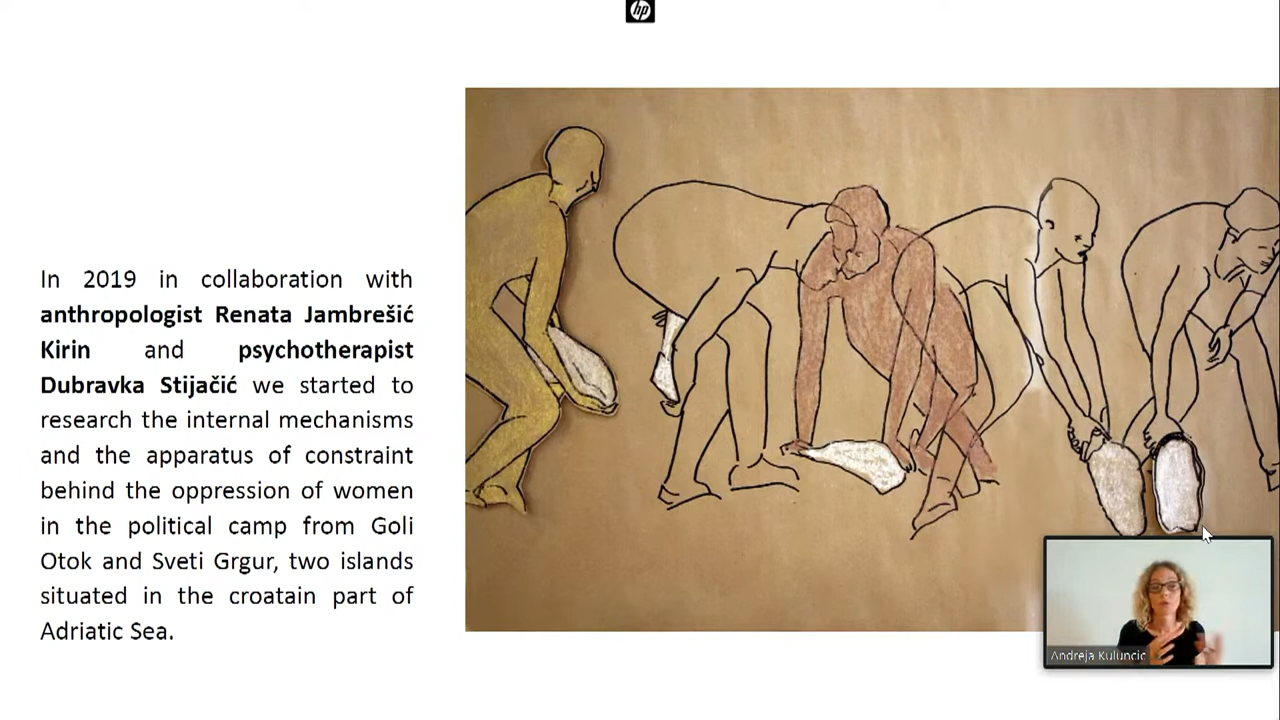 hp
In 2019 in collaboration with
anthropologist Renata Jambrešić
Kirin and psychotherapist
Dubravka Stijačić we started to
research the internal mechanisms
and the apparatus of constraint
behind the oppression of women
in the political camp from Goli
Otok and Sveti Grgur, two islands
situated in the croatain part of
Adriatic Sea.
Andreja Kuluncic